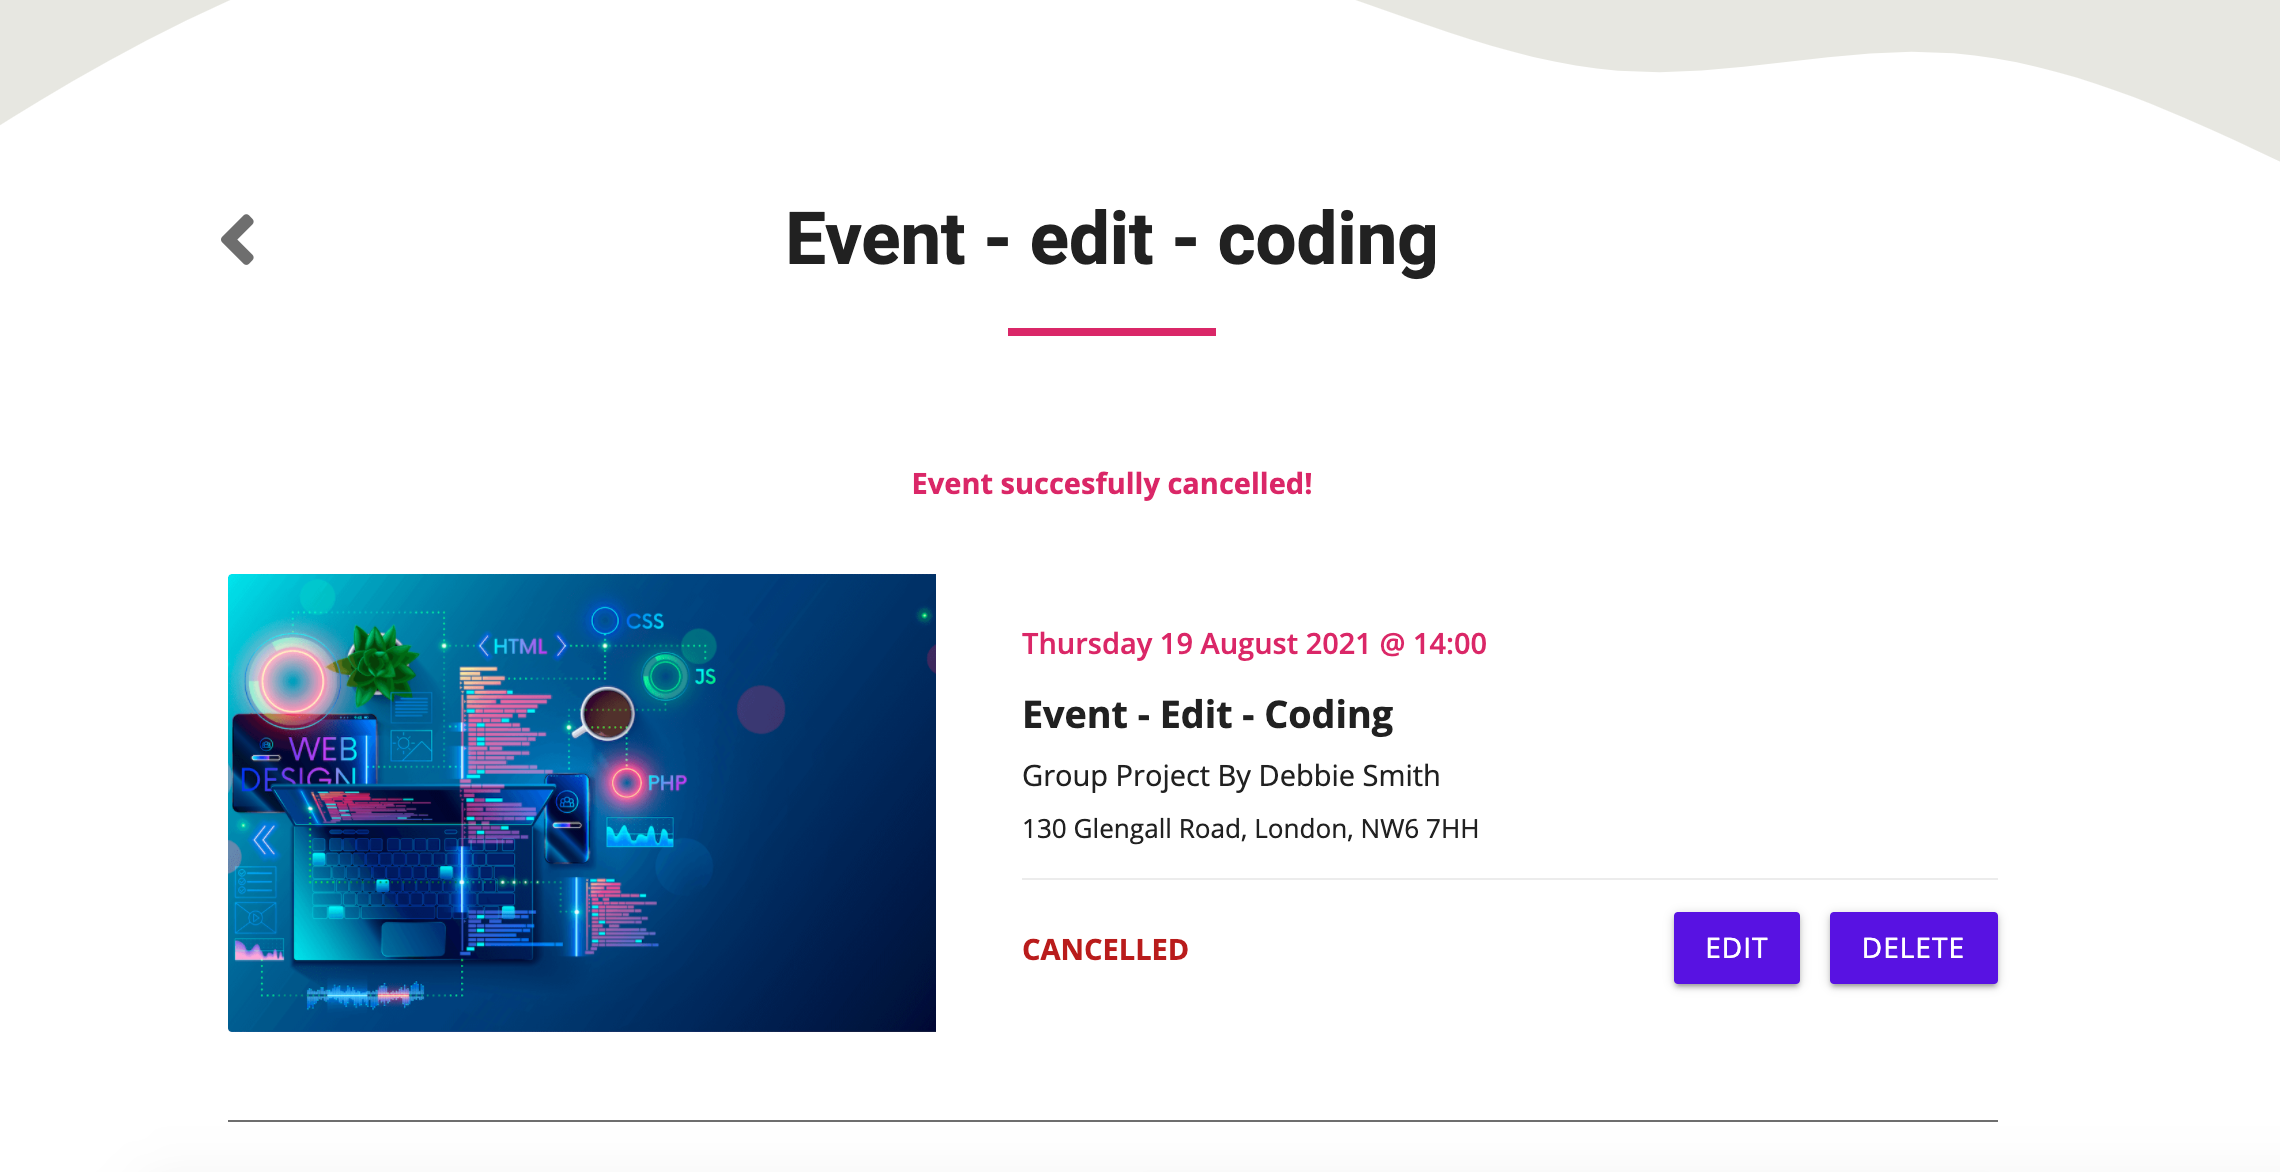 Event - edit - coding
Event succesfully cancelled!
CSS
HTML
JS
WEB
DESIGN
PHP
Thursday 19 August 2021 @ 14:00
Event - Edit - Coding
Group Project By Debbie Smith
130 Glengall Road, London, NW6 7HH
CANCELLED
EDIT
DELETE